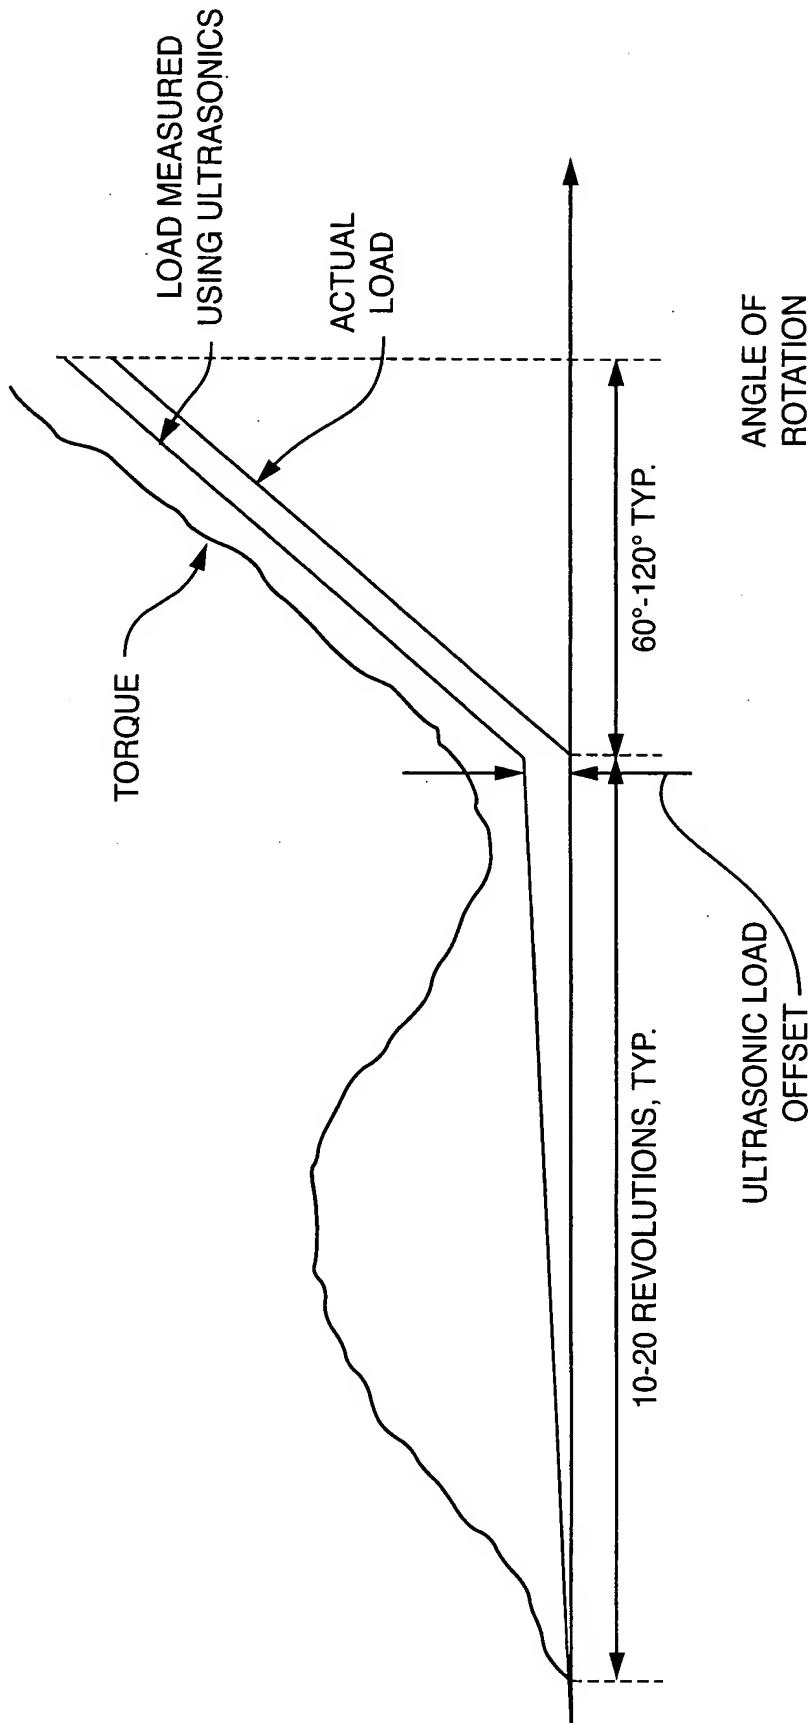 LOAD MEASURED
USING ULTRASONICS
ACTUAL
LOAD
TORQUE
60°-120° TYP.
ANGLE OF
ROTATION
10-20 REVOLUTIONS, TYP.
ULTRASONIC LOAD
OFFSET